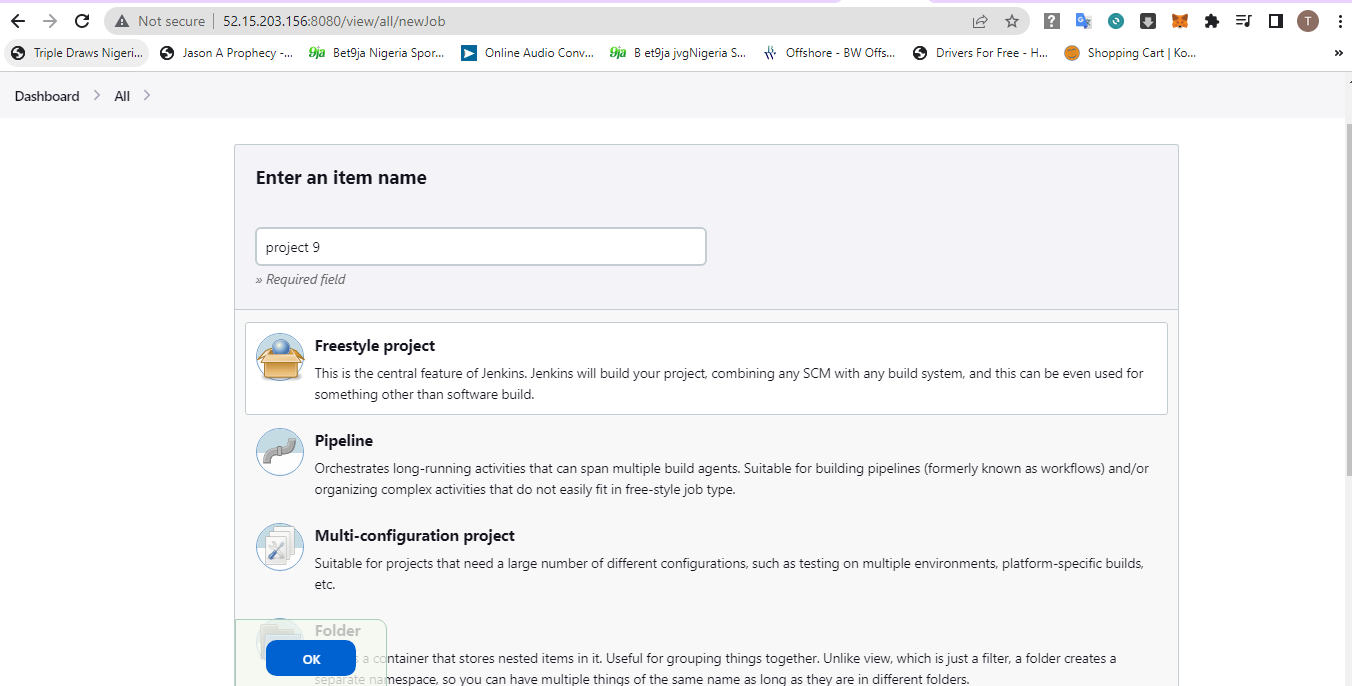 Not secure | 52.15.203.156:8080/view/all/newJob
T
Triple Draws Nigeri... Jason A Prophecy -... 9ja Bet9ja Nigeria Spor... Online Audio Conv... 9ja B et9ja jvgNigeria S... Offshore - BW Offs... Drivers For Free - H... Shopping Cart | Ko... »
Dashboard > All >
Enter an item name
project 9
» Required field
Freestyle project
This is the central feature of Jenkins. Jenkins will build your project, combining any SCM with any build system, and this can be even used for
something other than software build.
Pipeline
Orchestrates long-running activities that can span multiple build agents. Suitable for building pipelines (formerly known as workflows) and/or
organizing complex activities that do not easily fit in free-style job type.
Multi-configuration project
Suitable for projects that need a large number of different configurations, such as testing on multiple environments, platform-specific builds,
etc.
Folder
a container that stores nested items in it. Useful for grouping things together. Unlike view, which is just a filter, a folder creates a
separate namespace, so you can have multiple things of the same name as long as they are in different folders.
OK